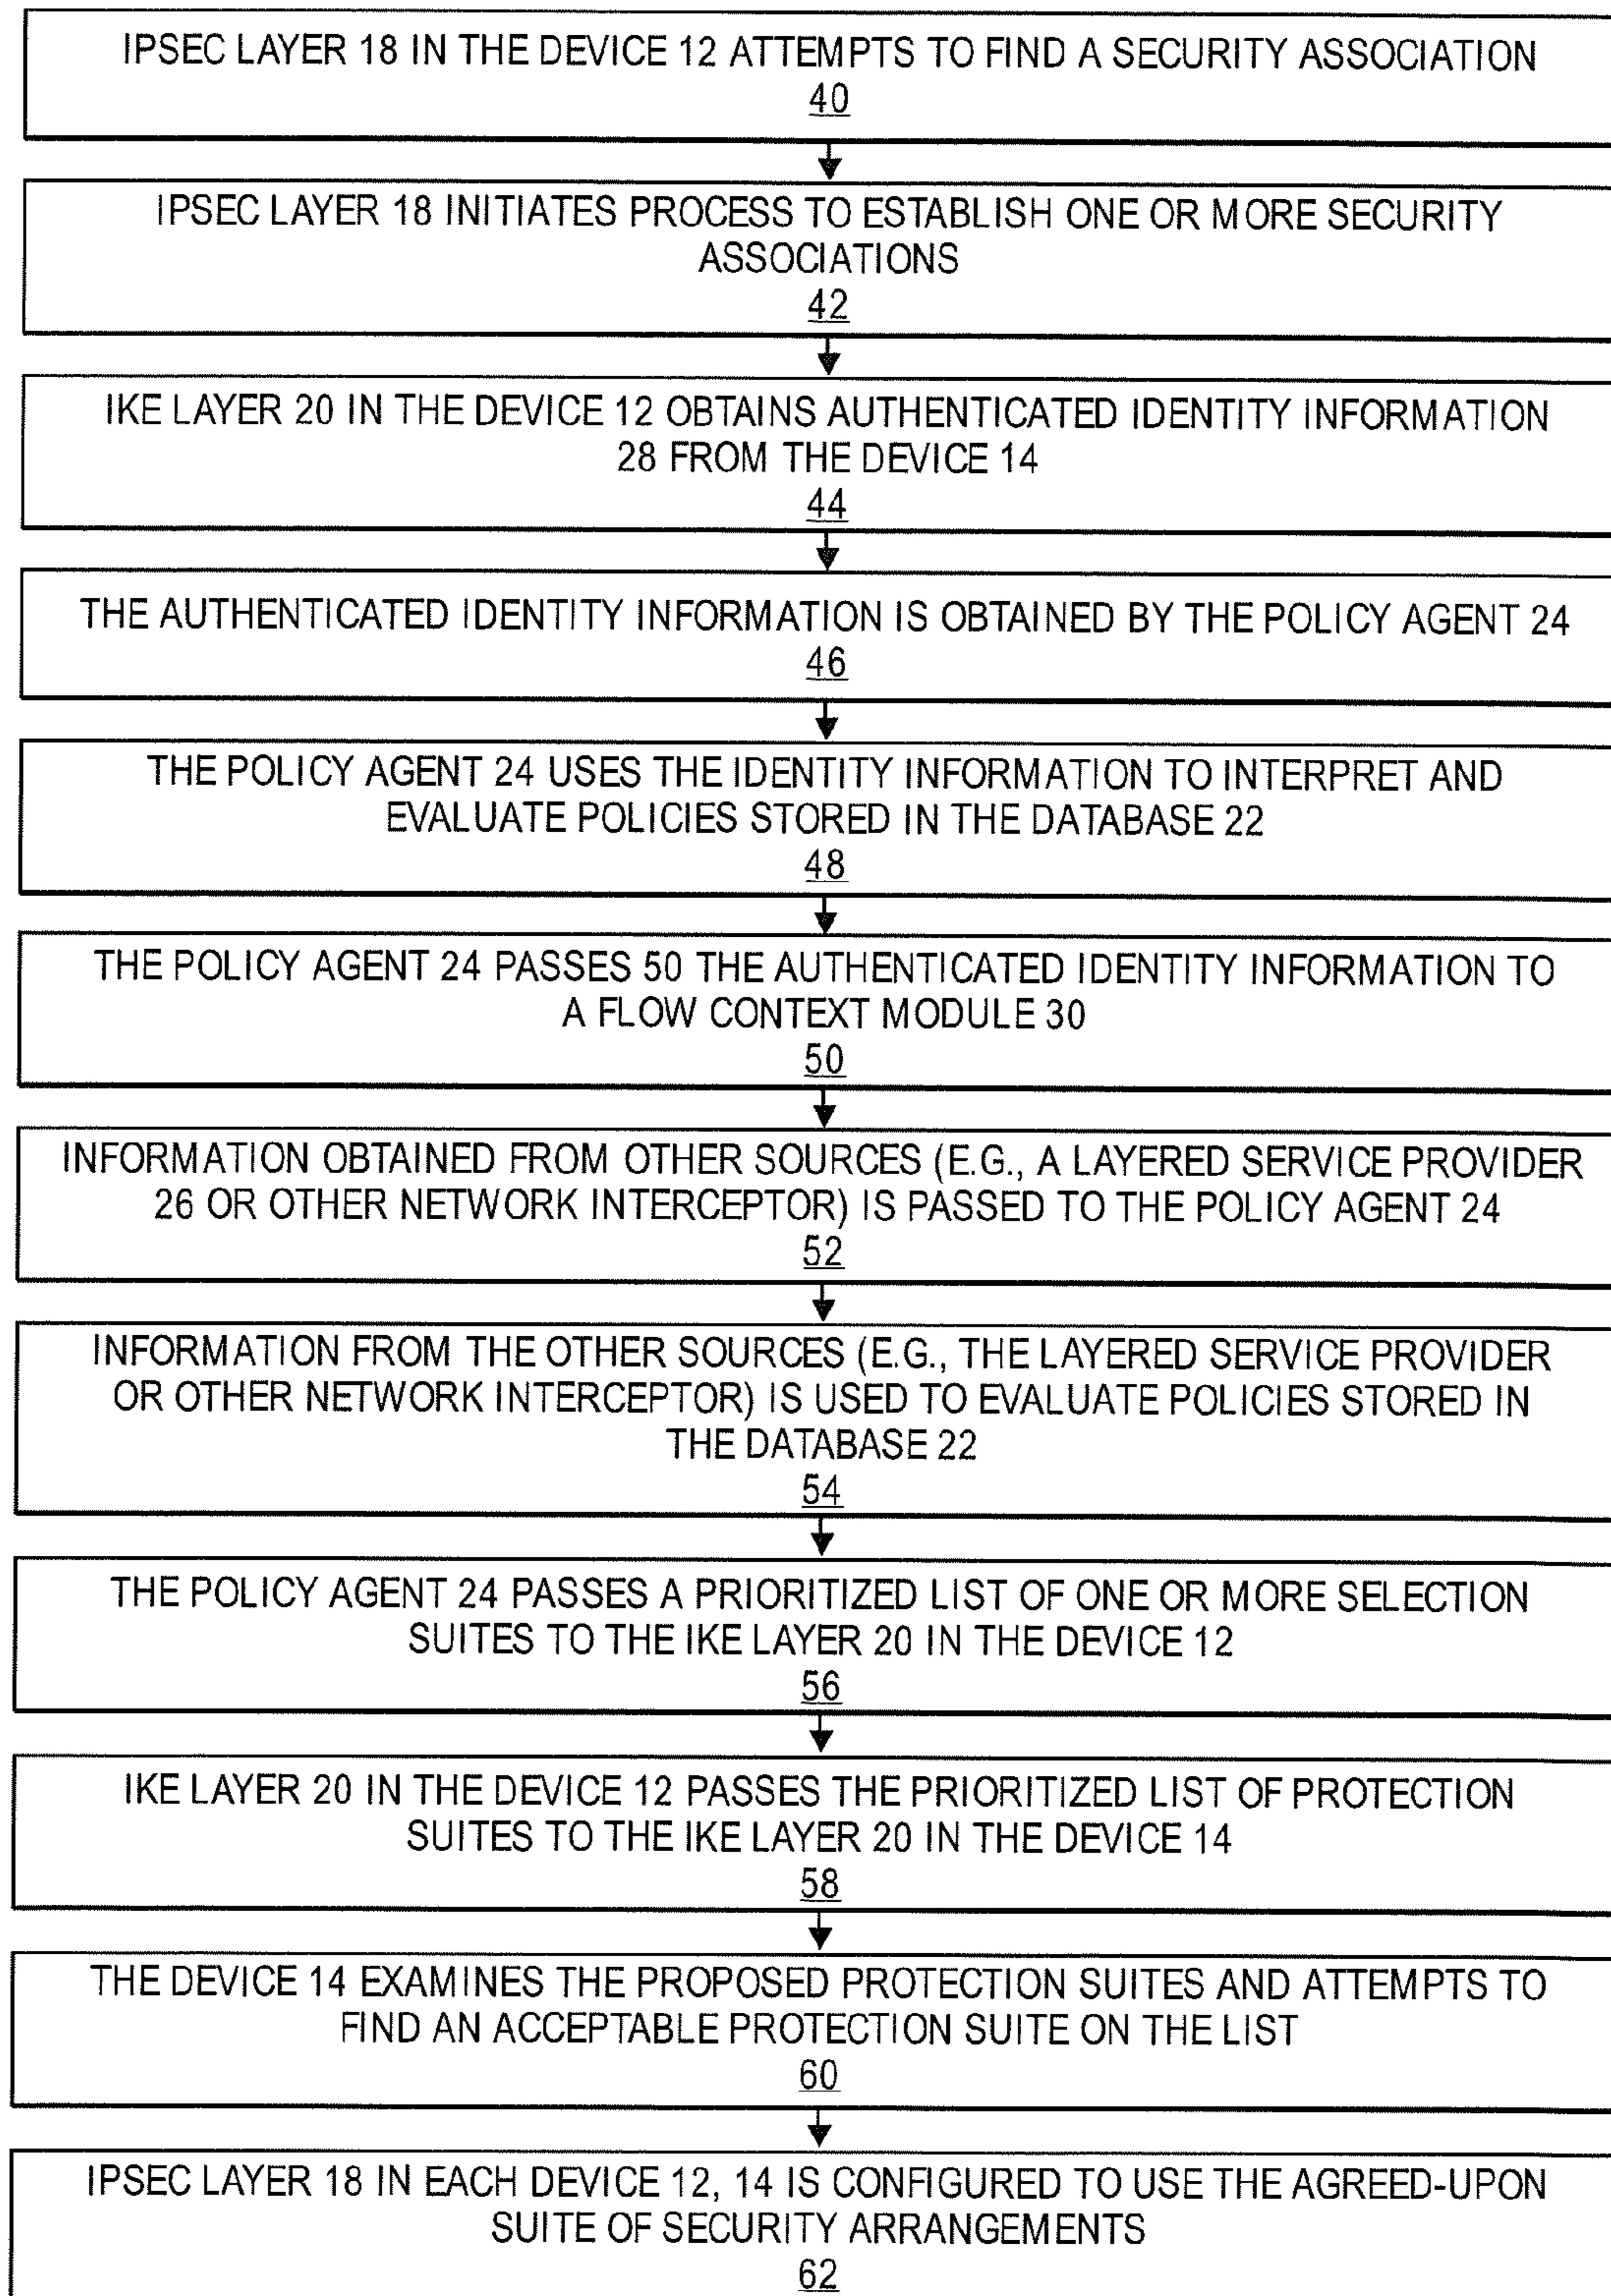 IPSEC LAYER 18 IN THE DEVICE 12 ATTEMPTS TO FIND A SECURITY ASSOCIATION
40
IPSEC LAYER 18 INITIATES PROCESS TO ESTABLISH ONE OR MORE SECURITY
ASSOCIATIONS
42
IKE LAYER 20 IN THE DEVICE 12 OBTAINS AUTHENTICATED IDENTITY INFORMATION
28 FROM THE DEVICE 14
44
THE AUTHENTICATED IDENTITY INFORMATION IS OBTAINED BY THE POLICY AGENT 24
46
THE POLICY AGENT 24 USES THE IDENTITY INFORMATION TO INTERPRET AND
EVALUATE POLICIES STORED IN THE DATABASE 22
48
THE POLICY AGENT 24 PASSES 50 THE AUTHENTICATED IDENTITY INFORMATION TO
A FLOW CONTEXT MODULE 30
50
INFORMATION OBTAINED FROM OTHER SOURCES (E.G., A LAYERED SERVICE PROVIDER
26 OR OTHER NETWORK INTERCEPTOR) IS PASSED TO THE POLICY AGENT 24
52
INFORMATION FROM THE OTHER SOURCES (E.G., THE LAYERED SERVICE PROVIDER
OR OTHER NETWORK INTERCEPTOR) IS USED TO EVALUATE POLICIES STORED IN
THE DATABASE 22
54
THE POLICY AGENT 24 PASSES A PRIORITIZED LIST OF ONE OR MORE SELECTION
SUITES TO THE IKE LAYER 20 IN THE DEVICE 12
56
IKE LAYER 20 IN THE DEVICE 12 PASSES THE PRIORITIZED LIST OF PROTECTION
SUITES TO THE IKE LAYER 20 IN THE DEVICE 14
58
THE DEVICE 14 EXAMINES THE PROPOSED PROTECTION SUITES AND ATTEMPTS TO
FIND AN ACCEPTABLE PROTECTION SUITE ON THE LIST
60
IPSEC LAYER 18 IN EACH DEVICE 12, 14 IS CONFIGURED TO USE THE AGREED-UPON
SUITE OF SECURITY ARRANGEMENTS
62